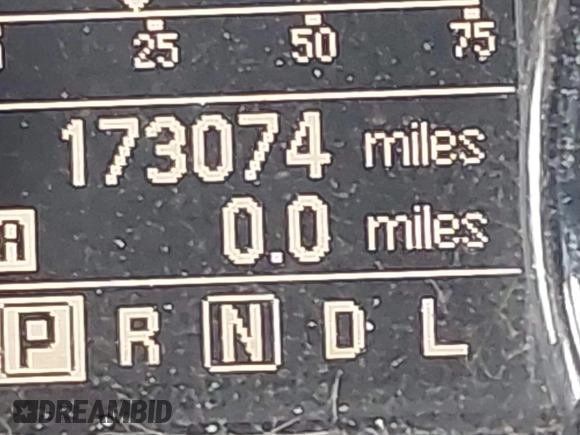 25 50 75
173074 miles
A 0.0 miles
P R N D L
DREAMBID